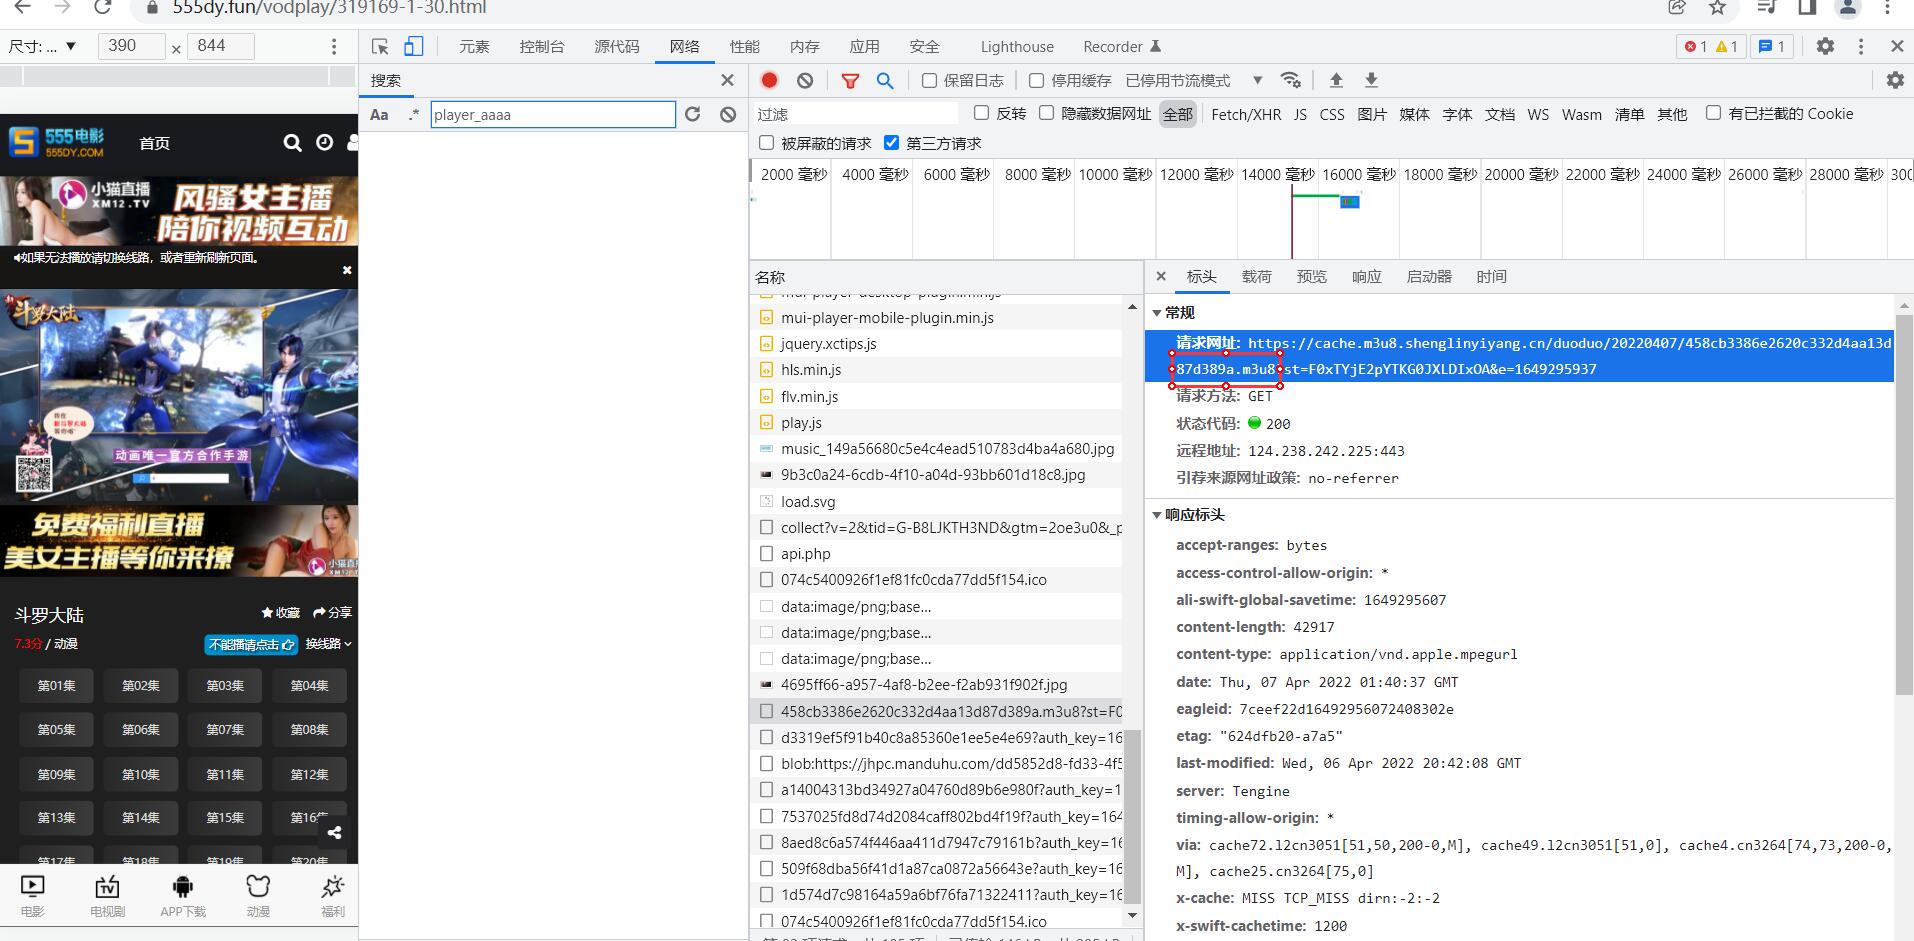 555dy.fun/vodplay/319169-1-30.html
尺寸: ... ▼ 390 × 844
元素 控制台 源代码 网络 性能 内存 应用 安全 Lighthouse Recorder
1 1 1
搜索
保留日志 停用缓存 已停用节流模式
Aa .* player_aaaa
过滤 反转 隐藏数据网址 全部 Fetch/XHR JS CSS 图片 媒体 字体 文档 WS Wasm 清单 其他 有已拦截的 Cookie
被屏蔽的请求 第三方请求
2000 毫秒 4000 毫秒 6000 毫秒 8000 毫秒 10000 毫秒 12000 毫秒 14000 毫秒 16000 毫秒 18000 毫秒 20000 毫秒 22000 毫秒 24000 毫秒 26000 毫秒 28000 毫秒 300
555电影
555DY.COM
首页
小猫直播
XM12.TV
风骚女主播
陪你视频互动
如果无法播放请切换线路，或者重新刷新页面。
斗罗大陆
动画唯一官方合作手游
免费福利直播
美女主播等你来撩
斗罗大陆
收藏 分享
7.3分 / 动漫
不能播请点击 换线路
第01集 第02集 第03集 第04集
第05集 第06集 第07集 第08集
第09集 第10集 第11集 第12集
第13集 第14集 第15集 第16集
第17集 第18集 第19集 第20集
电影 电视剧 APP下载 动漫 福利
名称
mui-player-desktop-plugin.min.js
mui-player-mobile-plugin.min.js
jquery.xctips.js
hls.min.js
flv.min.js
play.js
music_149a56680c5e4c4ead510783d4ba4a680.jpg
9b3c0a24-6cdb-4f10-a04d-93bb601d18c8.jpg
load.svg
collect?v=2&tid=G-B8LJKTH3ND&gtm=2oe3u0&_p
api.php
074c5400926f1ef81fc0cda77dd5f154.ico
data:image/png;base...
data:image/png;base...
data:image/png;base...
4695ff66-a957-4af8-b2ee-f2ab931f902f.jpg
458cb3386e2620c332d4aa13d87d389a.m3u8?st=F0
d3319ef5f91b40c8a85360e1ee5e4e69?auth_key=16
blob:https://jhpc.manduhu.com/dd5852d8-fd33-4f5
a14004313bd34927a04760d89b6e980f?auth_key=1
7537025fd8d74d2084caff802bd4f19f?auth_key=164
8aed8c6a574f446aa411d7947c79161b?auth_key=16
509f68dba56f41d1a87ca0872a56643e?auth_key=16
1d574d7c98164a59a6bf76fa71322411?auth_key=16
074c5400926f1ef81fc0cda77dd5f154.ico
标头 载荷 预览 响应 启动器 时间
常规
请求网址: https://cache.m3u8.shenglinyiyang.cn/duoduo/20220407/458cb3386e2620c332d4aa13d
87d389a.m3u8?st=F0xTYjE2pYTKG0JXLDIxOA&e=1649295937
请求方法: GET
状态代码: 200
远程地址: 124.238.242.225:443
引荐来源网址政策: no-referrer
响应标头
accept-ranges: bytes
access-control-allow-origin: *
ali-swift-global-savetime: 1649295607
content-length: 42917
content-type: application/vnd.apple.mpegurl
date: Thu, 07 Apr 2022 01:40:37 GMT
eagleid: 7ceef22d16492956072408302e
etag: "624dfb20-a7a5"
last-modified: Wed, 06 Apr 2022 20:42:08 GMT
server: Tengine
timing-allow-origin: *
via: cache72.l2cn3051[51,50,200-0,M], cache49.l2cn3051[51,0], cache4.cn3264[74,73,200-0,
M], cache25.cn3264[75,0]
x-cache: MISS TCP_MISS dirn:-2:-2
x-swift-cachetime: 1200